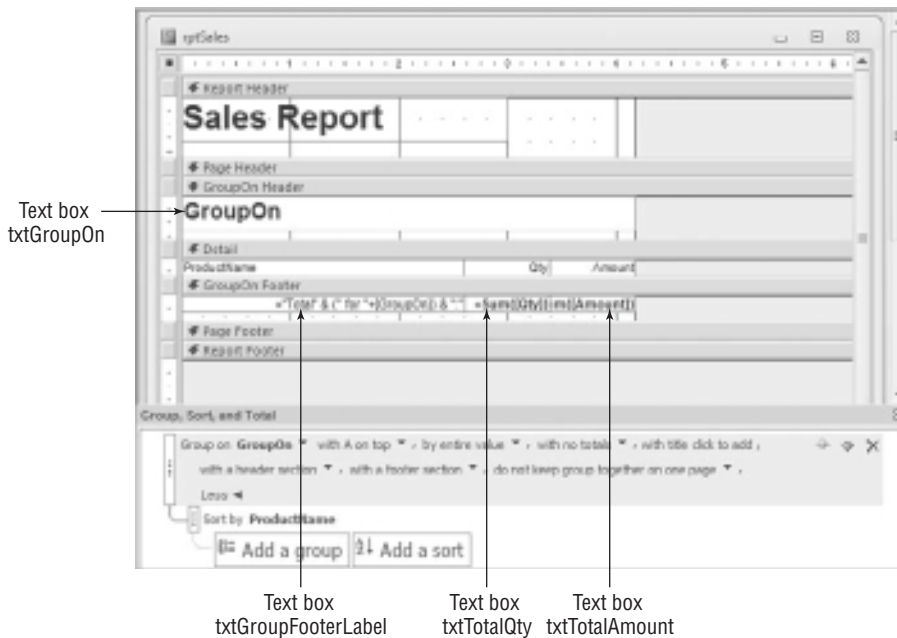 rptSales
Report Header
Sales Report
Page Header
GroupOn Header
Text box
txtGroupOn
GroupOn
Detail
ProductName Qty Amount
GroupOn Footer
="Total" & (" for "+[GroupOn]) & ":" =Sum([Qty]) m([Amount])
Page Footer
Report Footer
Group, Sort, and Total
Group on GroupOn ▼ with A on top ▼ , by entire value ▼ , with no totals ▼ , with title click to add ,
with a header section ▼ , with a footer section ▼ , do not keep group together on one page ▼ ,
Less ◄
Sort by ProductName
Add a group Add a sort
Text box
txtGroupFooterLabel
Text box
txtTotalQty
Text box
txtTotalAmount